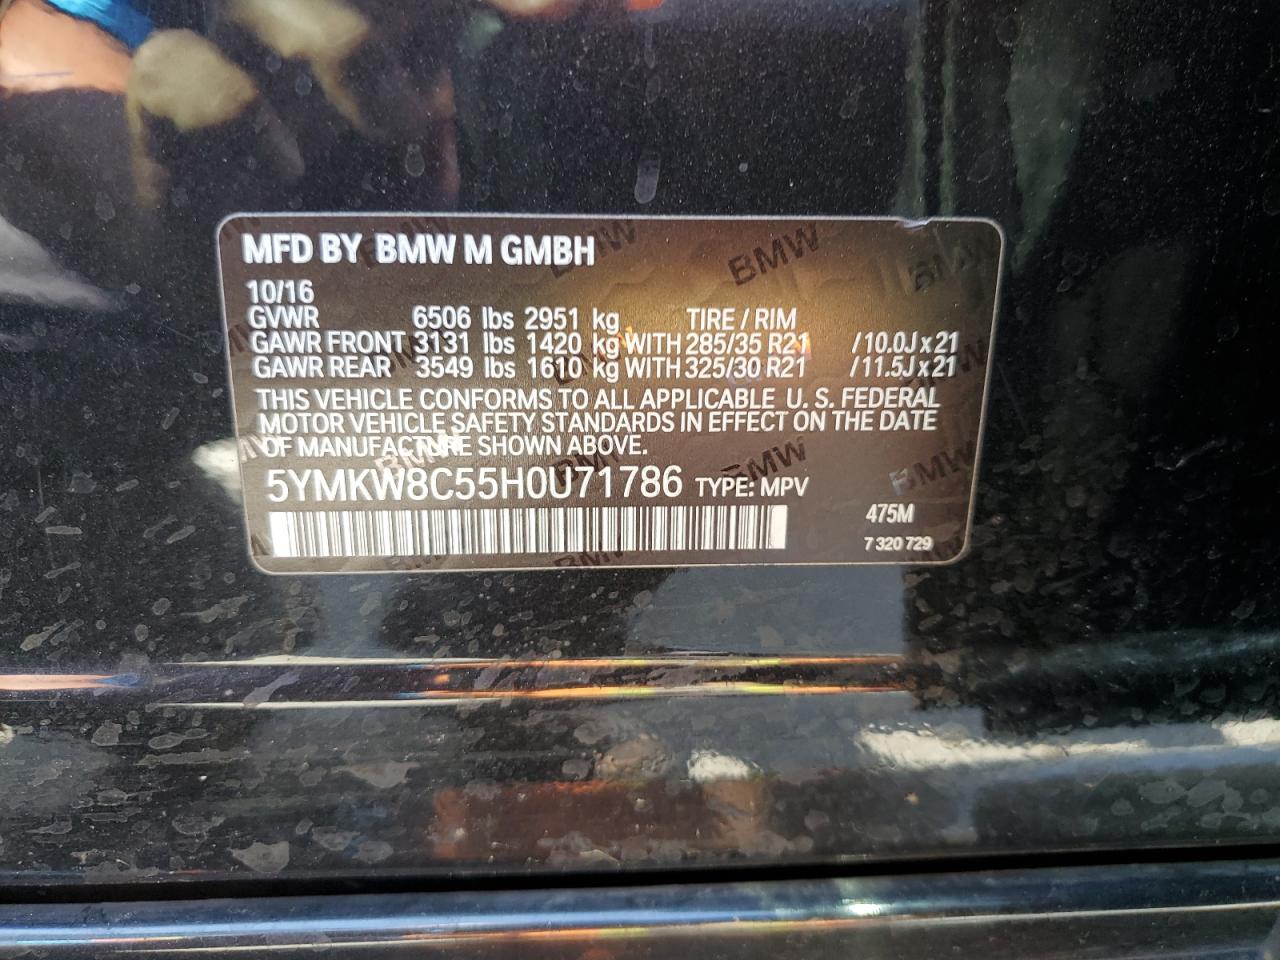 MFD BY BMW M GMBH
10/16
GVWR 6506 lbs 2951 kg TIRE / RIM
GAWR FRONT 3131 lbs 1420 kg WITH 285/35 R21 /10.0J x 21
GAWR REAR 3549 lbs 1610 kg WITH 325/30 R21 /11.5J x 21
THIS VEHICLE CONFORMS TO ALL APPLICABLE U. S. FEDERAL
MOTOR VEHICLE SAFETY STANDARDS IN EFFECT ON THE DATE
OF MANUFACTURE SHOWN ABOVE.
5YMKW8C55H0U71786 TYPE: MPV
475M
7 320 729